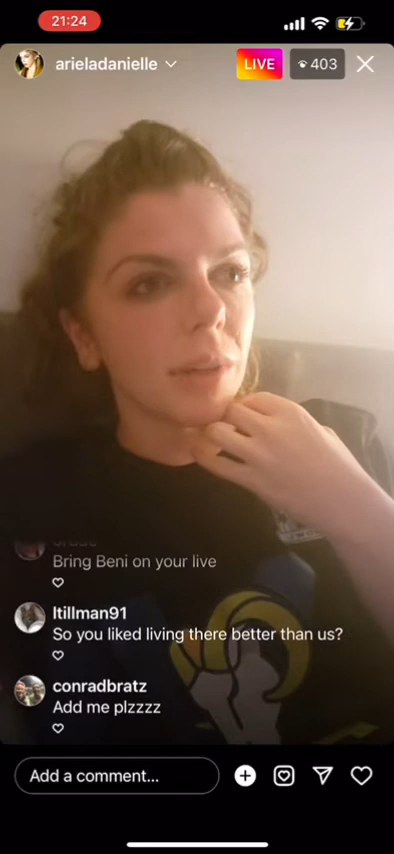 21:24
arieladanielle
LIVE
403
Bring Beni on your live
ltillman91
So you liked living there better than us?
conradbratz
Add me plzzzz
Add a comment...